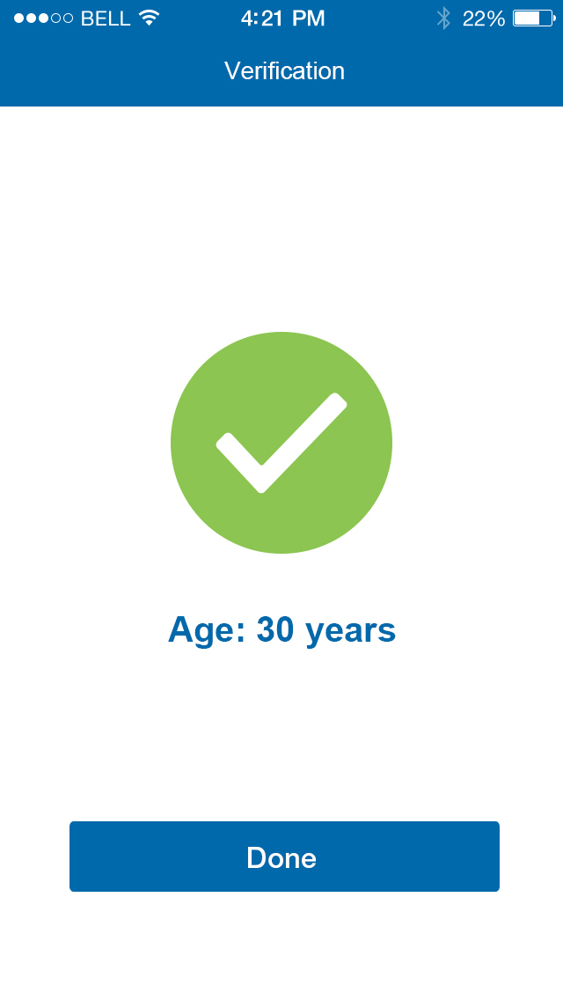 BELL 4:21 PM 22%
Verification
Age: 30 years
Done